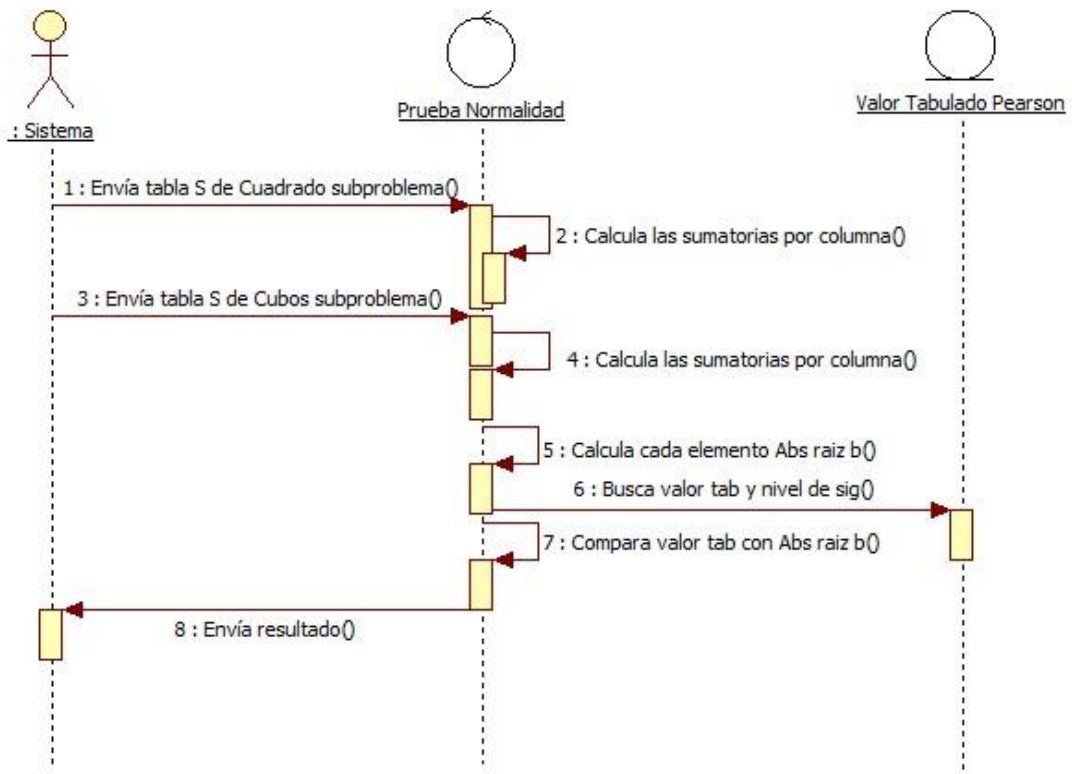 : Sistema
Prueba Normalidad
Valor Tabulado Pearson
1 : Envía tabla S de Cuadrado subproblema()
2 : Calcula las sumatorias por columna()
3 : Envía tabla S de Cubos subproblema()
4 : Calcula las sumatorias por columna()
5 : Calcula cada elemento Abs raiz b()
6 : Busca valor tab y nivel de sig()
7 : Compara valor tab con Abs raiz b()
8 : Envía resultado()